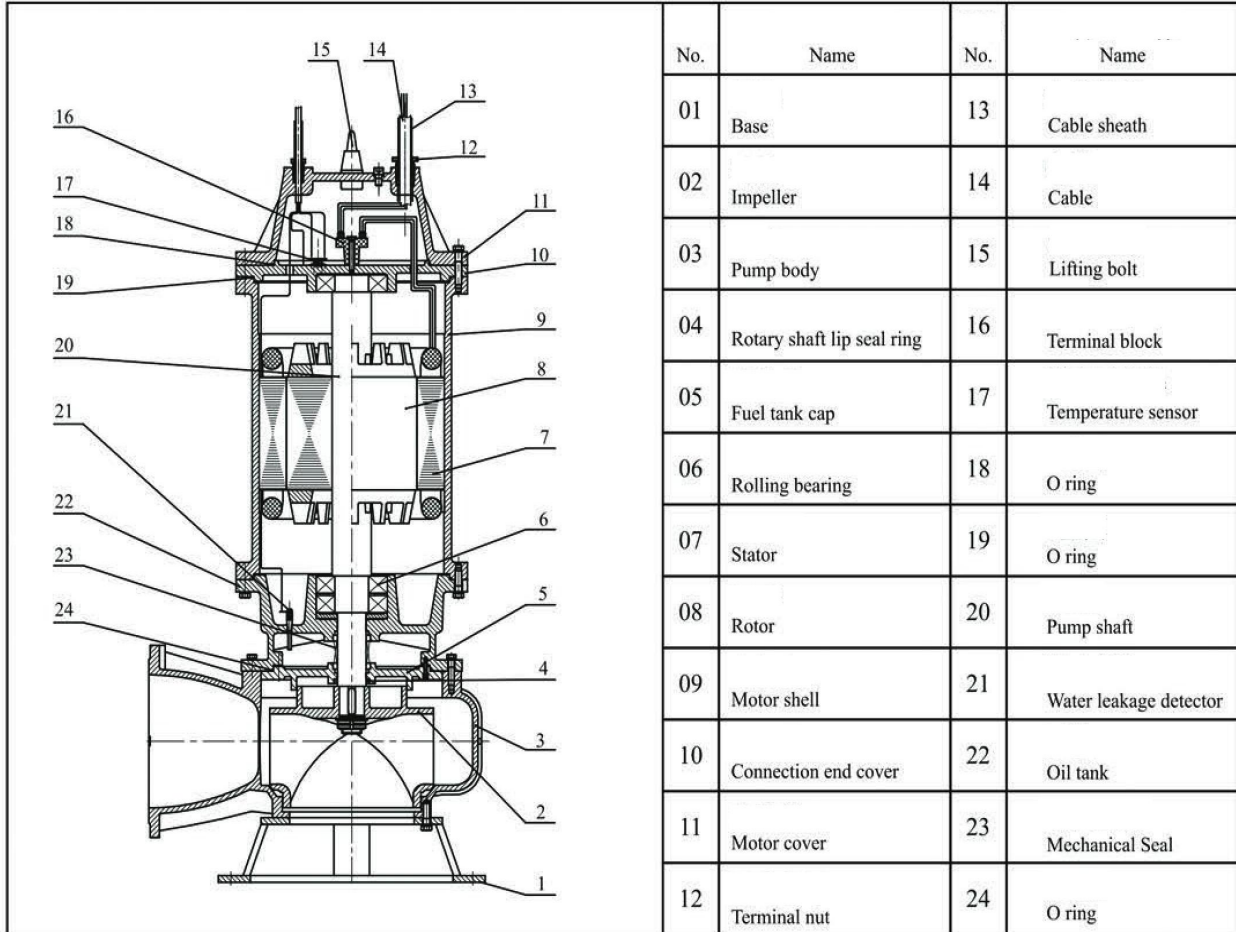 15
14
13
16
12
17
11
18
10
19
9
20
8
21
7
22
6
23
5
24
4
3
2
1
No. Name No. Name
01 Base 13 Cable sheath
02 Impeller 14 Cable
03 Pump body 15 Lifting bolt
04 Rotary shaft lip seal ring 16 Terminal block
05 Fuel tank cap 17 Temperature sensor
06 Rolling bearing 18 O ring
07 Stator 19 O ring
08 Rotor 20 Pump shaft
09 Motor shell 21 Water leakage detector
10 Connection end cover 22 Oil tank
11 Motor cover 23 Mechanical Seal
12 Terminal nut 24 O ring